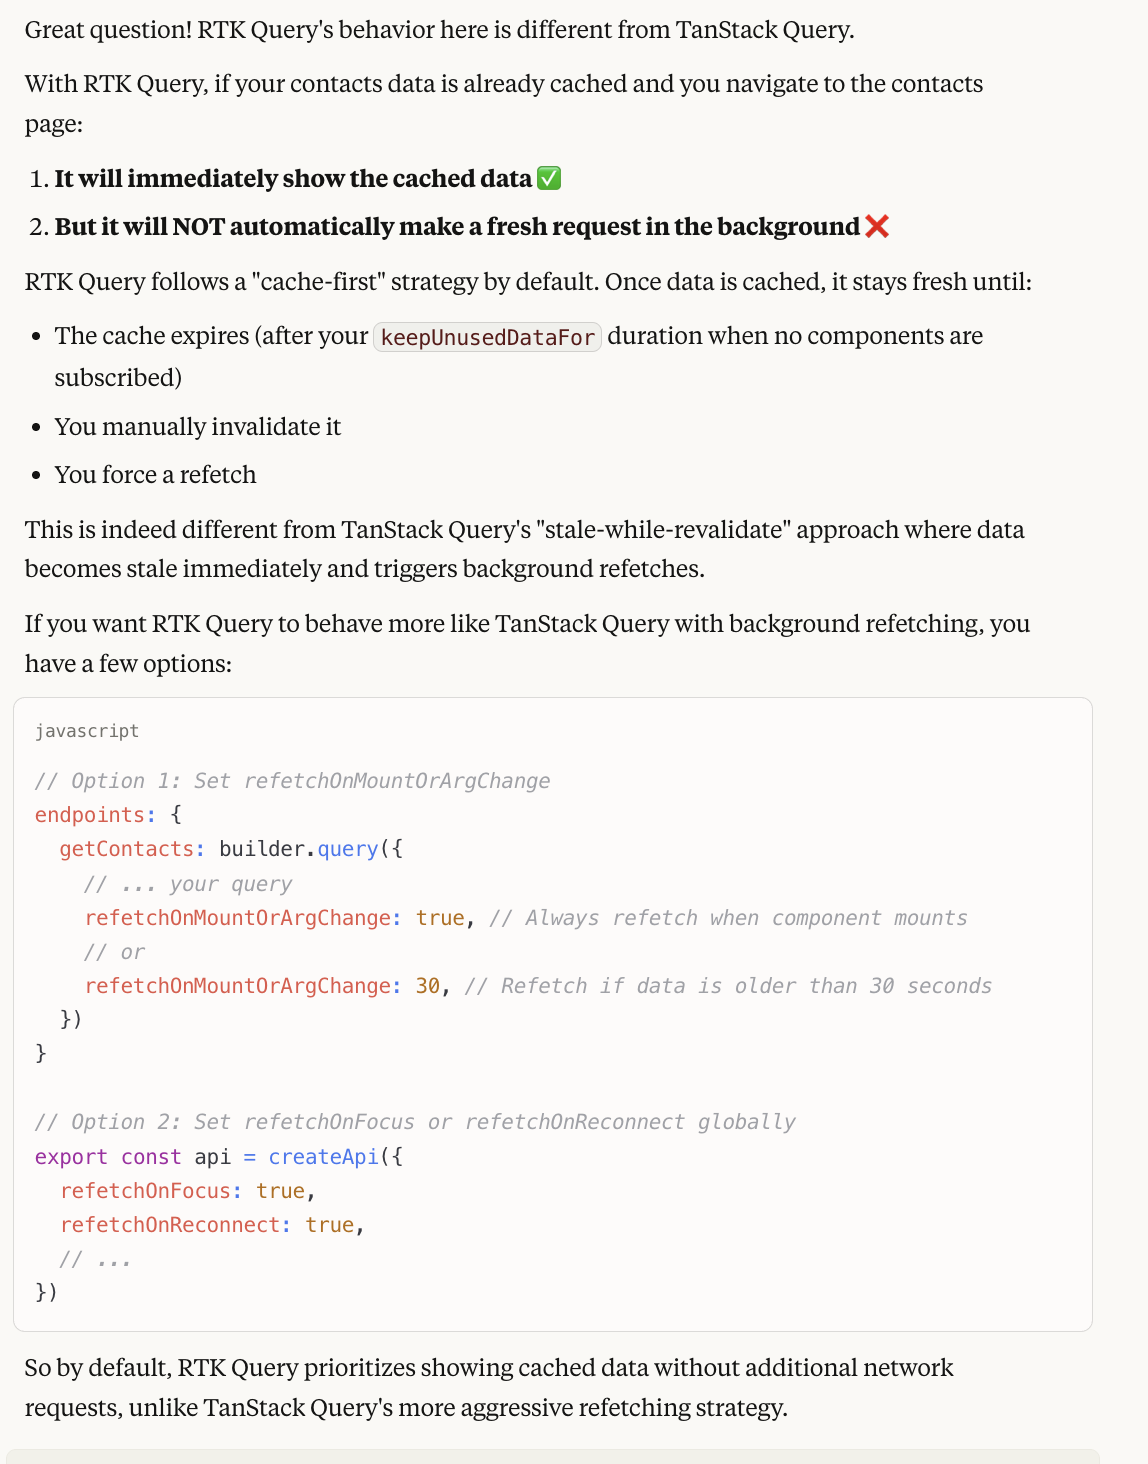 Great question! RTK Query's behavior here is different from TanStack Query.
With RTK Query, if your contacts data is already cached and you navigate to the contacts
page:
1. It will immediately show the cached data ✅
2. But it will NOT automatically make a fresh request in the background ❌
RTK Query follows a "cache-first" strategy by default. Once data is cached, it stays fresh until:
• The cache expires (after your keepUnusedDataFor duration when no components are
subscribed)
• You manually invalidate it
• You force a refetch
This is indeed different from TanStack Query's "stale-while-revalidate" approach where data
becomes stale immediately and triggers background refetches.
If you want RTK Query to behave more like TanStack Query with background refetching, you
have a few options:
javascript
// Option 1: Set refetchOnMountOrArgChange
endpoints: {
  getContacts: builder.query({
    // ... your query
    refetchOnMountOrArgChange: true, // Always refetch when component mounts
    // or
    refetchOnMountOrArgChange: 30, // Refetch if data is older than 30 seconds
  })
}
// Option 2: Set refetchOnFocus or refetchOnReconnect globally
export const api = createApi({
  refetchOnFocus: true,
  refetchOnReconnect: true,
  // ...
})
So by default, RTK Query prioritizes showing cached data without additional network
requests, unlike TanStack Query's more aggressive refetching strategy.